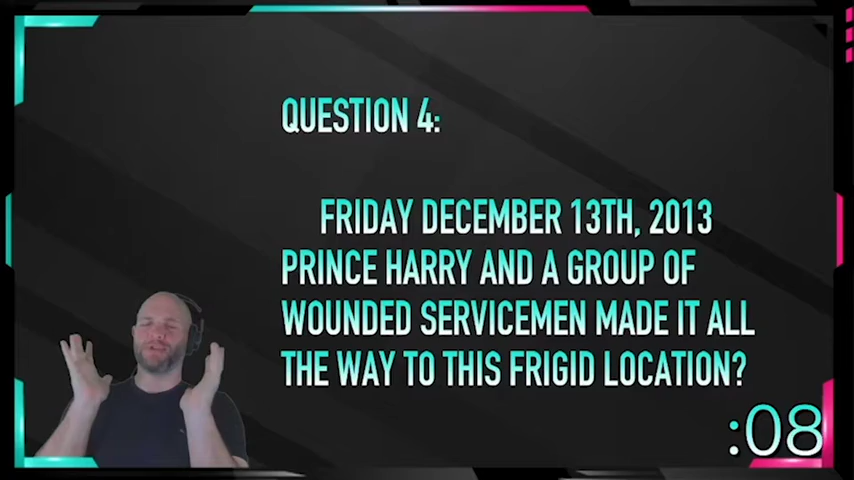 QUESTION 4:
FRIDAY DECEMBER 13TH, 2013
PRINCE HARRY AND A GROUP OF
WOUNDED SERVICEMEN MADE IT ALL
THE WAY TO THIS FRIGID LOCATION?
:08